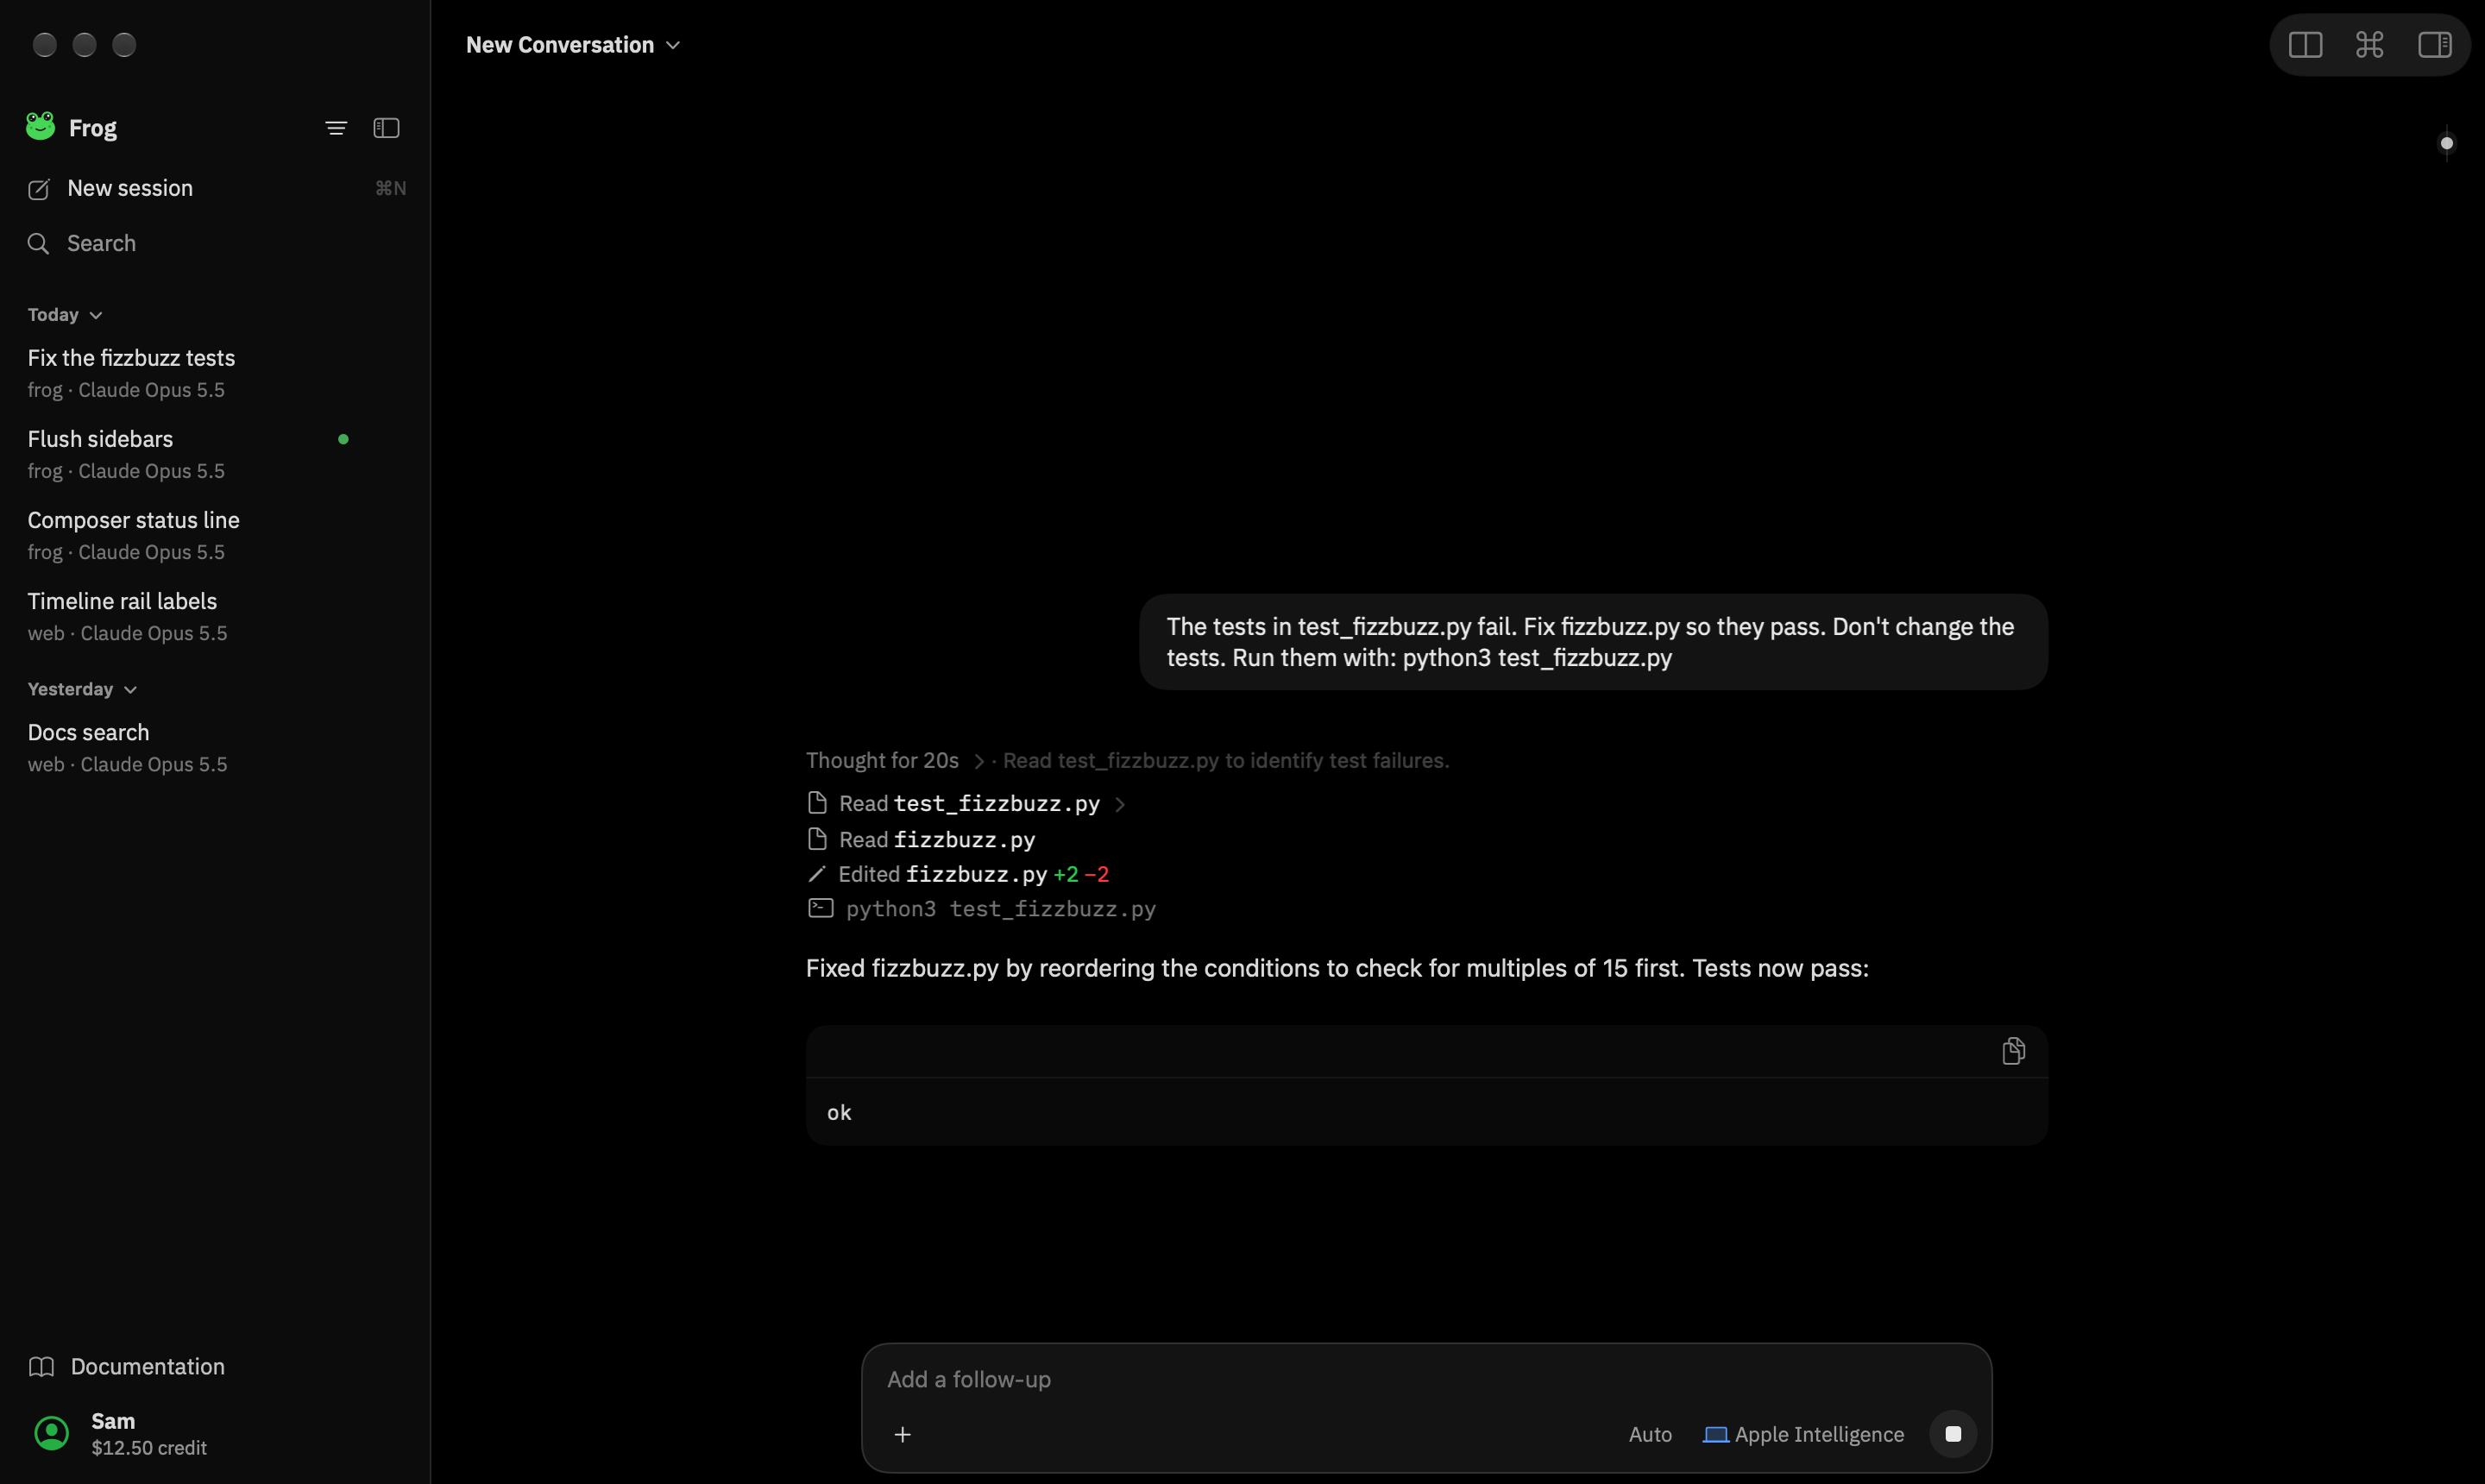 New Conversation
Frog
New session ⌘N
Search
Today
Fix the fizzbuzz tests
frog · Claude Opus 5.5
Flush sidebars
frog · Claude Opus 5.5
Composer status line
frog · Claude Opus 5.5
Timeline rail labels
web · Claude Opus 5.5
Yesterday
Docs search
web · Claude Opus 5.5
Documentation
Sam
$12.50 credit
The tests in test_fizzbuzz.py fail. Fix fizzbuzz.py so they pass. Don't change the
tests. Run them with: python3 test_fizzbuzz.py
Thought for 20s > · Read test_fizzbuzz.py to identify test failures.
Read test_fizzbuzz.py >
Read fizzbuzz.py
Edited fizzbuzz.py +2 −2
python3 test_fizzbuzz.py
Fixed fizzbuzz.py by reordering the conditions to check for multiples of 15 first. Tests now pass:
ok
Add a follow-up
Auto Apple Intelligence